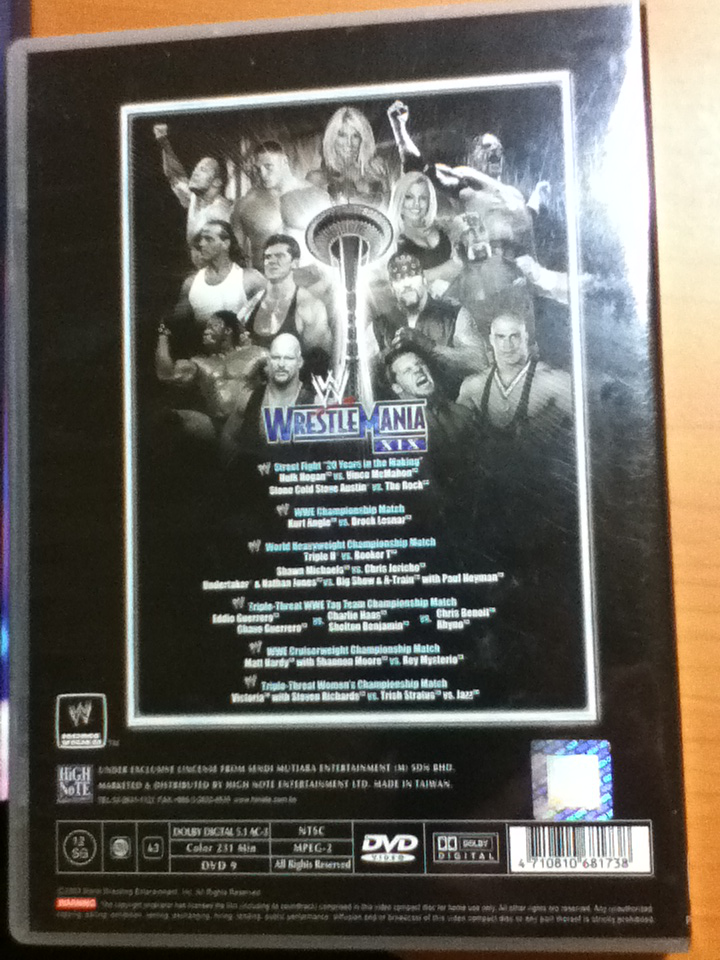 W
WRESTLEMANIA
XIX
Street Fight "20 Years in the Making"
Hulk Hogan vs. Vince McMahon
Stone Cold Steve Austin vs. The Rock
WWE Championship Match
Kurt Angle vs. Brock Lesnar
World Heavyweight Championship Match
Triple H vs. Booker T
Shawn Michaels vs. Chris Jericho
Undertaker & Nathan Jones vs. Big Show & A-Train with Paul Heyman
Triple-Threat WWE Tag Team Championship Match
Eddie Guerrero Chavo Guerrero vs. Charlie Haas Shelton Benjamin vs. Chris Benoit Rhyno
WWE Cruiserweight Championship Match
Matt Hardy with Shannon Moore vs. Rey Mysterio
Triple-Threat Women's Championship Match
Victoria with Steven Richards vs. Trish Stratus vs. Jazz
W
HOME VIDEO
HIGH NOTE
UNDER EXCLUSIVE LINCENSE FROM SENDI MUTIARA ENTERTAINMENT (M) SDN BHD.
MARKETED & DISTRIBUTED BY HIGH NOTE ENTERTAINMENT LTD. MADE IN TAIWAN.
DOLBY DIGITAL 5.1 AC-3 NTSC
Color 231 Min MPEG-2
DVD 9 All Rights Reserved
4:3
DVD
VIDEO
DOLBY
DIGITAL
4 710810 681738
WARNING